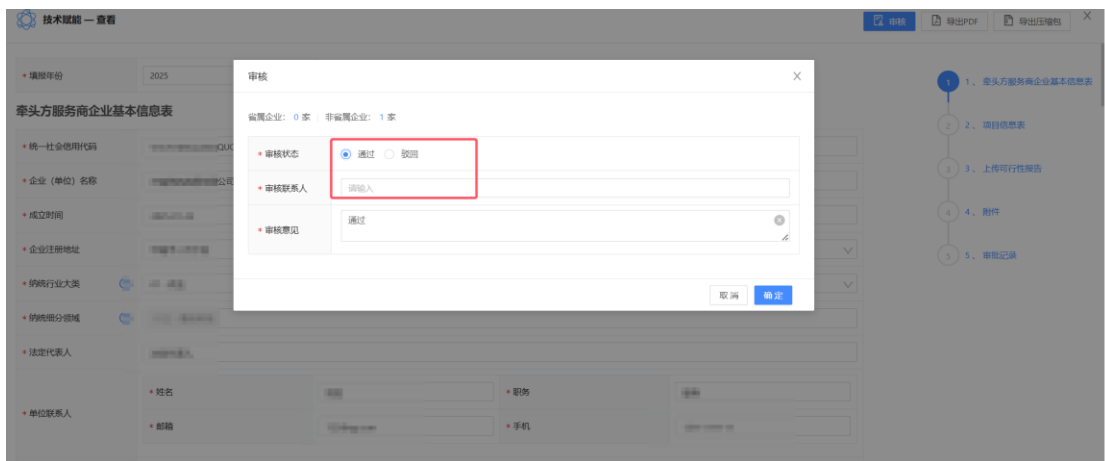 技术赋能 — 查看
审核 导出PDF 导出压缩包
* 填报年份 2025
牵头方服务商企业基本信息表
* 统一社会信用代码 QUC
* 企业（单位）名称 公司
* 成立时间
* 企业注册地址
* 纳统行业大类
* 纳统细分领域
* 法定代表人
* 单位联系人
* 姓名 * 职务
* 邮箱 * 手机
审核
省属企业： 0 家 非省属企业： 1 家
* 审核状态 通过 驳回
* 审核联系人 请输入
* 审核意见 通过
取消 确定
1 1、牵头方服务商企业基本信息表
2 2、项目信息表
3 3、上传可行性报告
4 4、附件
5 5、审批记录